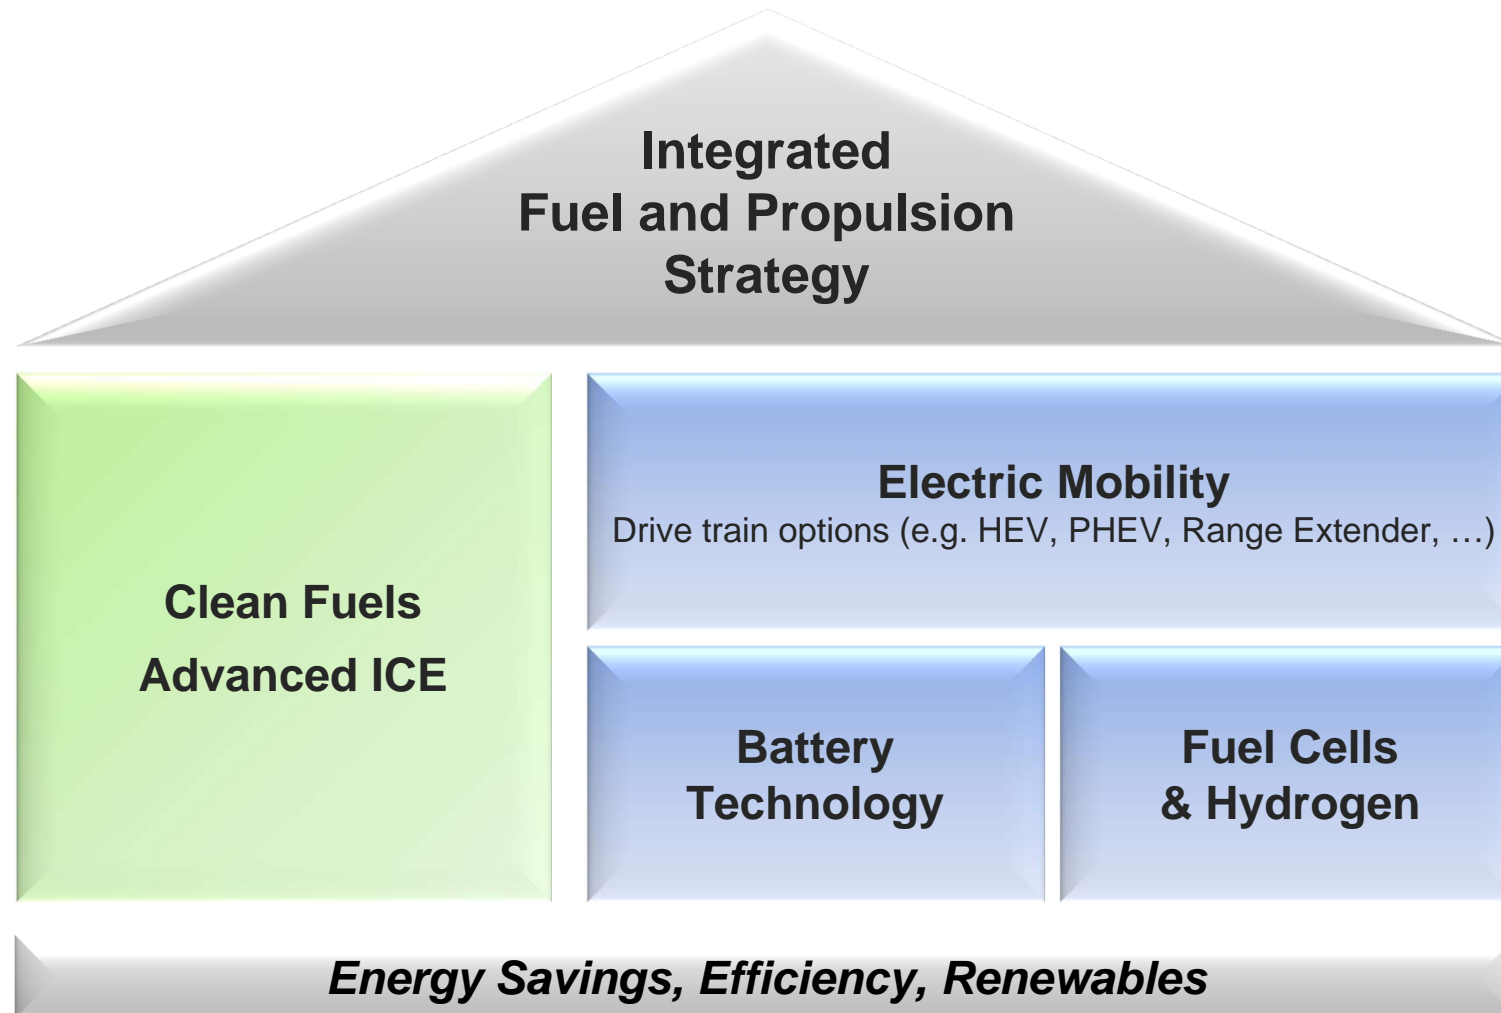 Integrated
Fuel and Propulsion
Strategy
Clean Fuels
Advanced ICE
Electric Mobility
Drive train options (e.g. HEV, PHEV, Range Extender, …)
Battery
Technology
Fuel Cells
& Hydrogen
Energy Savings, Efficiency, Renewables